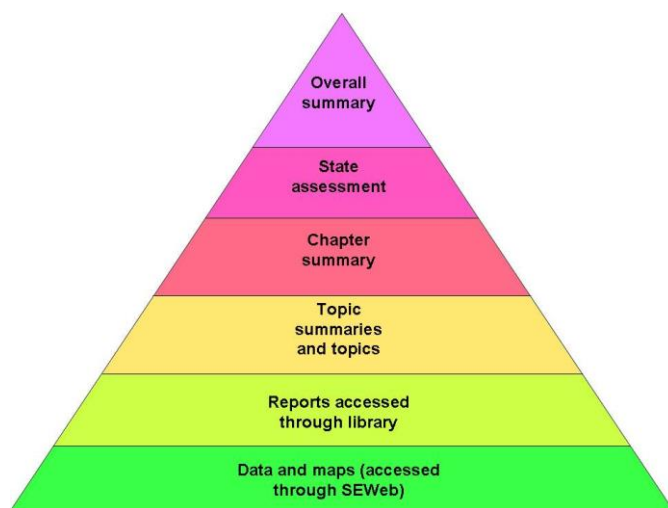 Overall
summary
State
assessment
Chapter
summary
Topic
summaries
and topics
Reports accessed
through library
Data and maps (accessed
through SEWeb)